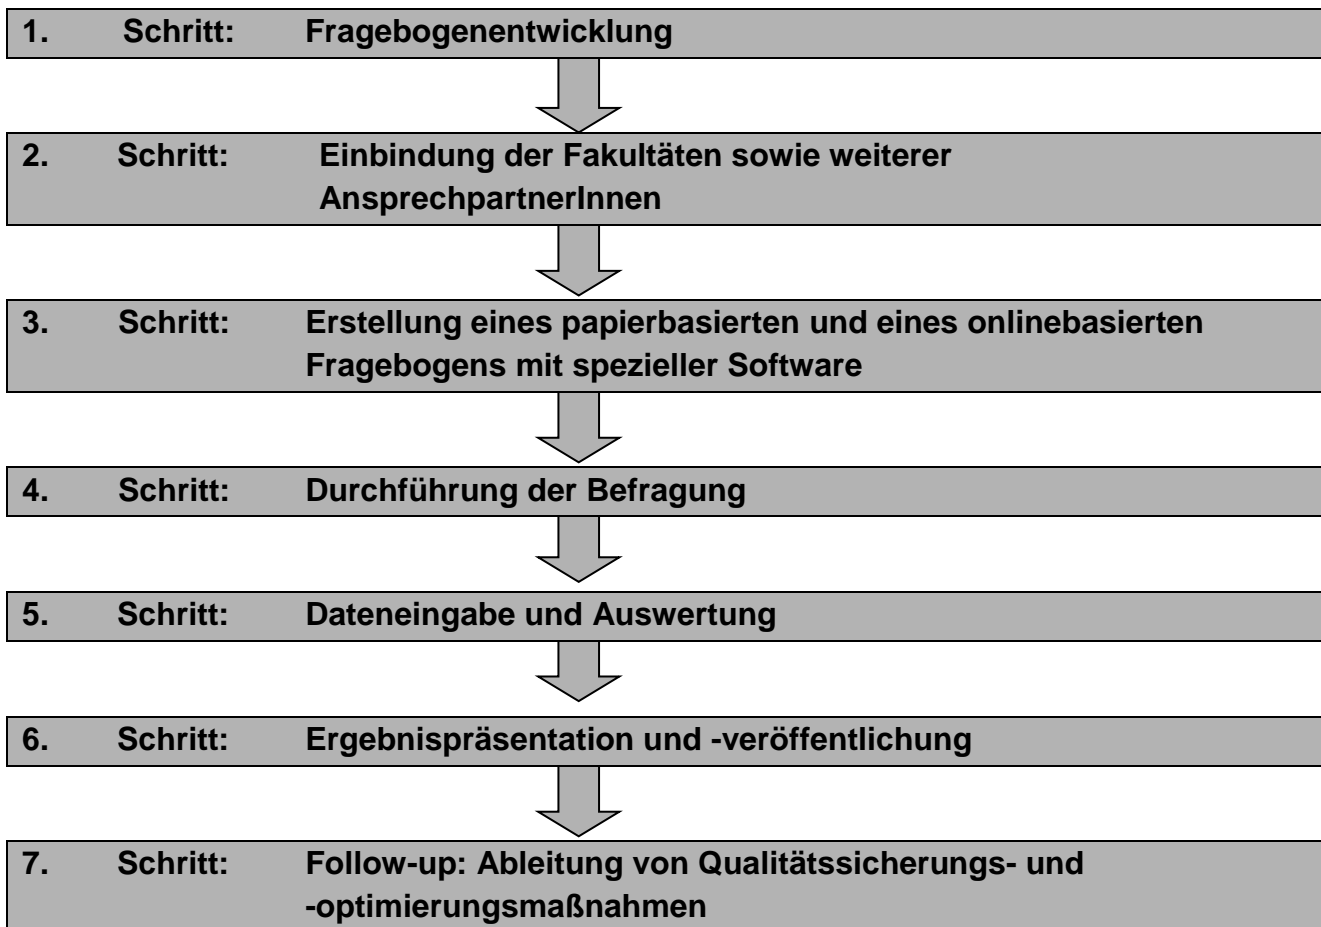 1. Schritt: Fragebogenentwicklung
2. Schritt: Einbindung der Fakultäten sowie weiterer
AnsprechpartnerInnen
3. Schritt: Erstellung eines papierbasierten und eines onlinebasierten
Fragebogens mit spezieller Software
4. Schritt: Durchführung der Befragung
5. Schritt: Dateneingabe und Auswertung
6. Schritt: Ergebnispräsentation und -veröffentlichung
7. Schritt: Follow-up: Ableitung von Qualitätssicherungs- und
-optimierungsmaßnahmen